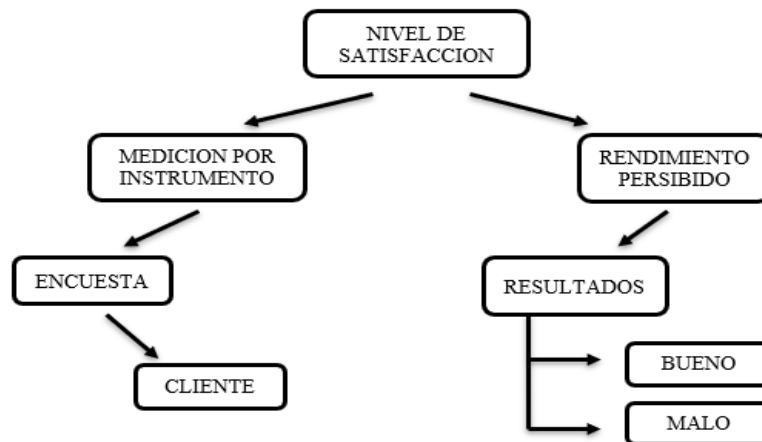 NIVEL DE
SATISFACCION
MEDICION POR
INSTRUMENTO
RENDIMIENTO
PERSIBIDO
ENCUESTA
RESULTADOS
CLIENTE
BUENO
MALO